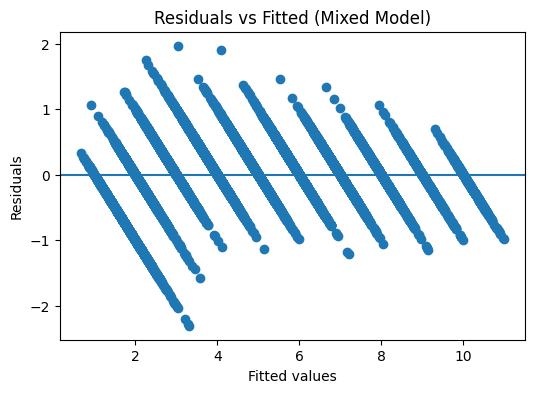 Residuals vs Fitted (Mixed Model)
2
1
0
−1
−2
Residuals
2 4 6 8 10
Fitted values